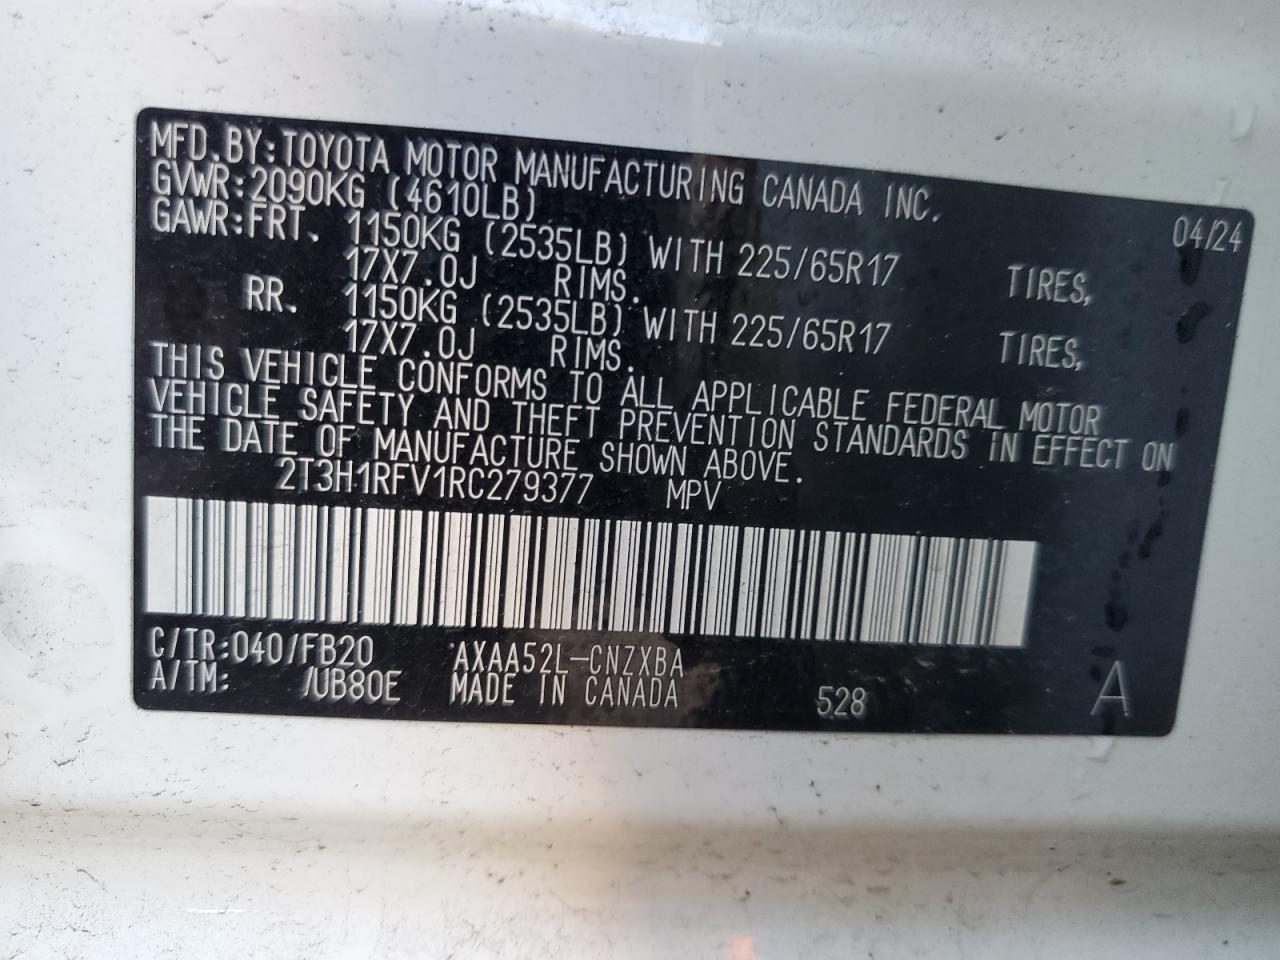 MFD.BY:TOYOTA MOTOR MANUFACTURING CANADA INC.
GVWR:2090KG (4610LB) 04/24
GAWR:FRT. 1150KG (2535LB) WITH 225/65R17 TIRES,
17X7.0J RIMS.
RR. 1150KG (2535LB) WITH 225/65R17 TIRES,
17X7.0J RIMS.
THIS VEHICLE CONFORMS TO ALL APPLICABLE FEDERAL MOTOR
VEHICLE SAFETY AND THEFT PREVENTION STANDARDS IN EFFECT ON
THE DATE OF MANUFACTURE SHOWN ABOVE.
2T3H1RFV1RC279377 MPV
C/TR:040/FB20 AXAA52L-CNZXBA
A/TM: /UB80E MADE IN CANADA 528 A